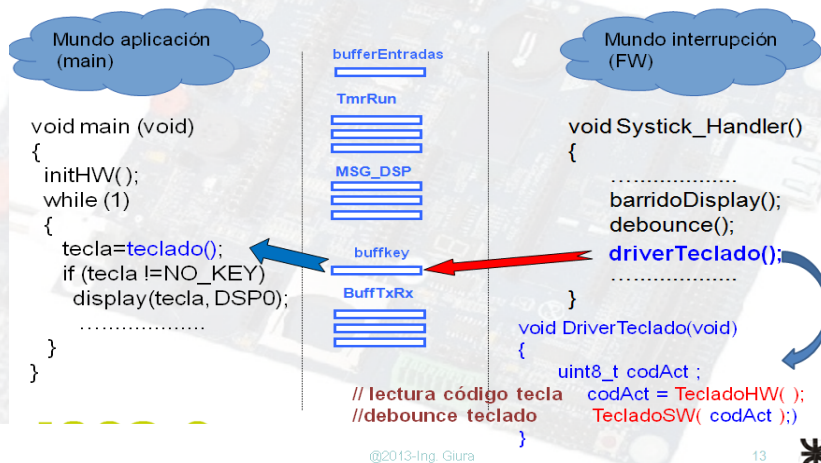 Mundo aplicación
(main)
void main (void)
{
initHW( );
while (1)
{
tecla=teclado();
if (tecla !=NO_KEY)
display(tecla, DSP0);
...................
}
}
bufferEntradas
TmrRun
MSG_DSP
buffkey
BuffTxRx
Mundo interrupción
(FW)
void Systick_Handler()
{
..................
barridoDisplay();
debounce();
driverTeclado();
..................
}
void DriverTeclado(void)
{
uint8_t codAct ;
// lectura código tecla codAct = TecladoHW( );
//debounce teclado TecladoSW( codAct );)
}
@2013-Ing. Giura
13